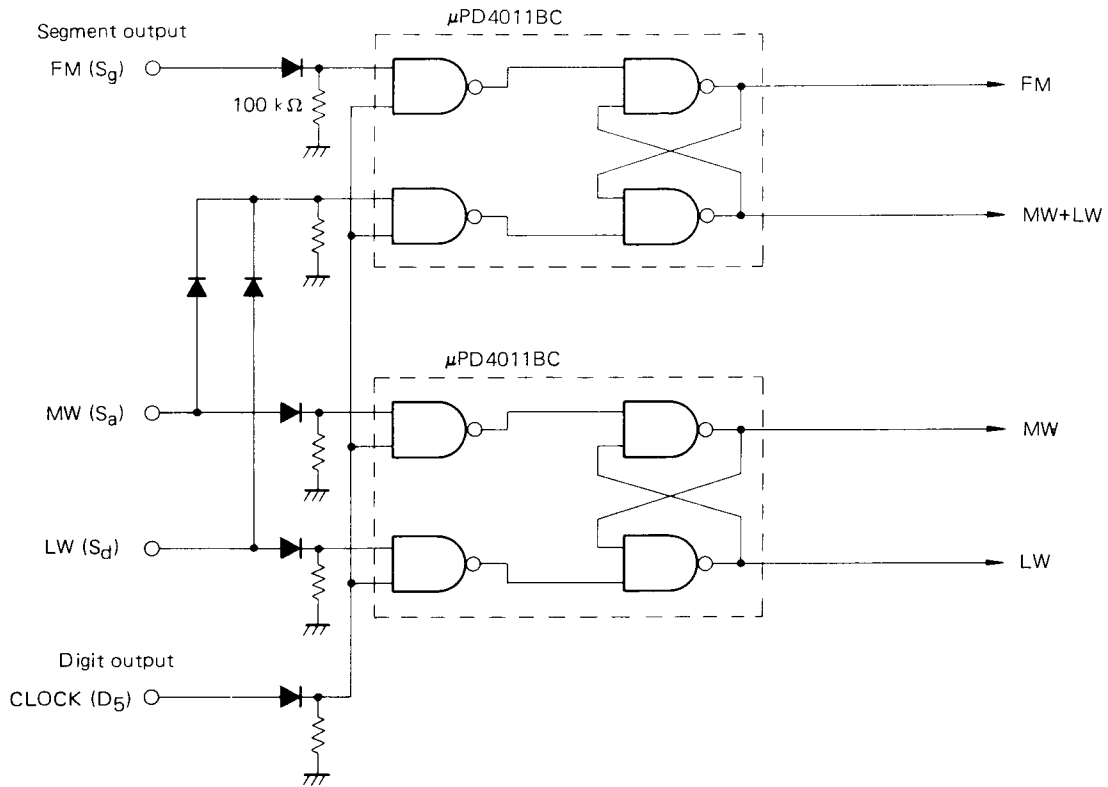 μPD4011BC
Segment output
FM (Sg)
FM
100 kΩ
MW+LW
μPD4011BC
MW (Sa)
MW
LW (Sd)
LW
Digit output
CLOCK (D5)